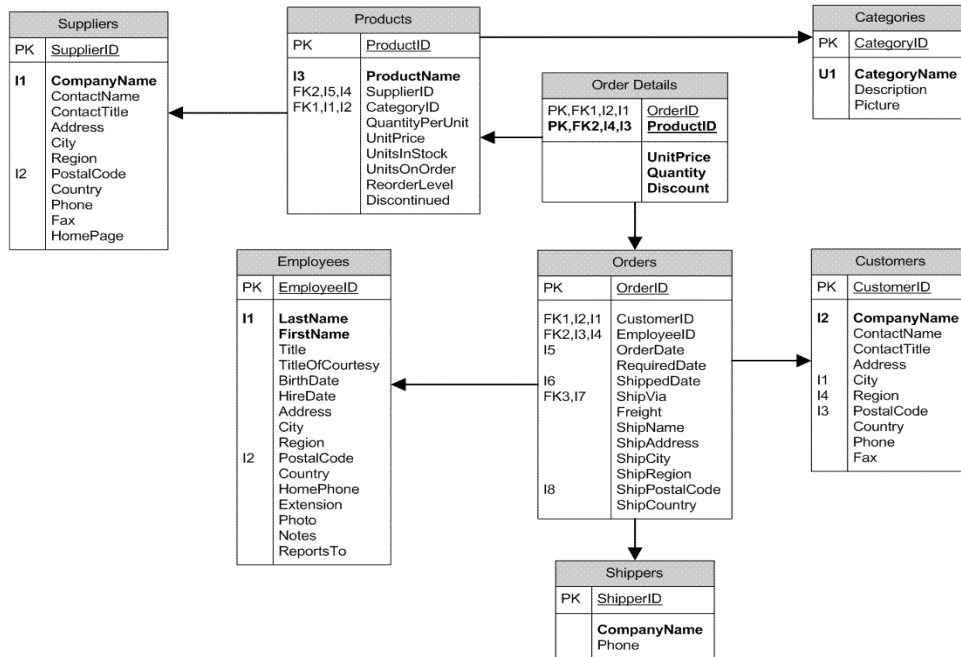 Suppliers
PK SupplierID
I1 CompanyName
ContactName
ContactTitle
Address
City
Region
I2 PostalCode
Country
Phone
Fax
HomePage
Products
PK ProductID
I3 ProductName
FK2,I5,I4 SupplierID
FK1,I1,I2 CategoryID
QuantityPerUnit
UnitPrice
UnitsInStock
UnitsOnOrder
ReorderLevel
Discontinued
Categories
PK CategoryID
U1 CategoryName
Description
Picture
Order Details
PK,FK1,I2,I1 OrderID
PK,FK2,I4,I3 ProductID
UnitPrice
Quantity
Discount
Employees
PK EmployeeID
I1 LastName
FirstName
Title
TitleOfCourtesy
BirthDate
HireDate
Address
City
Region
I2 PostalCode
Country
HomePhone
Extension
Photo
Notes
ReportsTo
Orders
PK OrderID
FK1,I2,I1 CustomerID
FK2,I3,I4 EmployeeID
I5 OrderDate
RequiredDate
I6 ShippedDate
FK3,I7 ShipVia
Freight
ShipName
ShipAddress
ShipCity
ShipRegion
I8 ShipPostalCode
ShipCountry
Customers
PK CustomerID
I2 CompanyName
ContactName
ContactTitle
Address
I1 City
I4 Region
I3 PostalCode
Country
Phone
Fax
Shippers
PK ShipperID
CompanyName
Phone